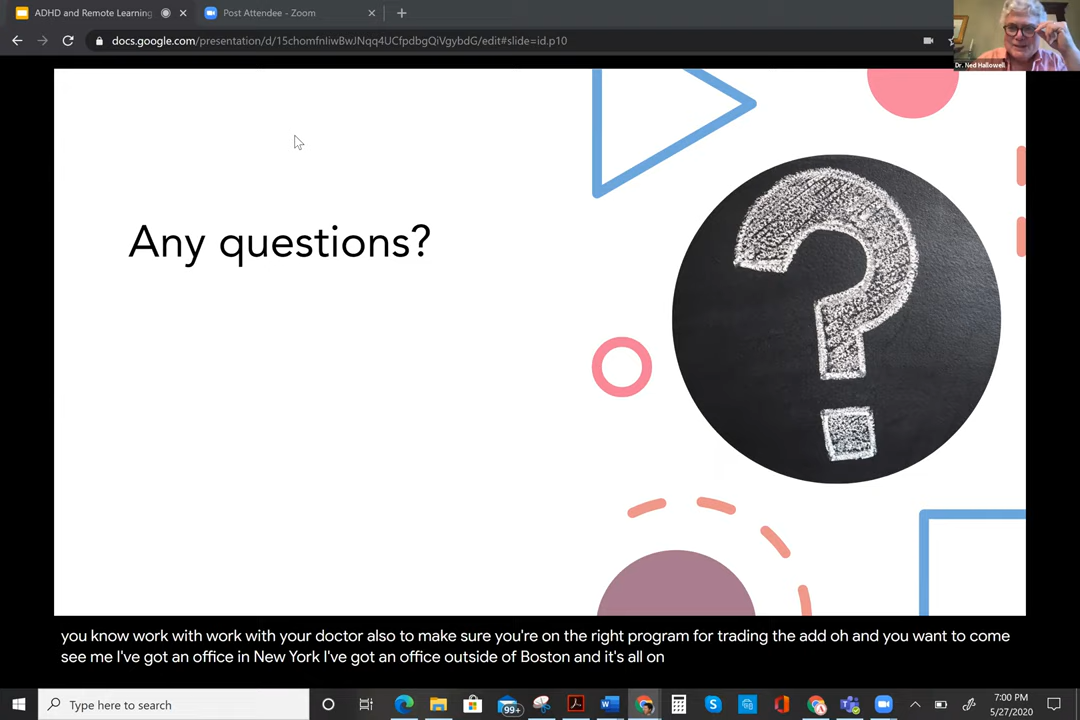 ADHD and Remote Learning
Post Attendee - Zoom
docs.google.com/presentation/d/15chomfnIiwBwJNqq4UCfpdbgQiVgybdG/edit#slide=id.p10
Dr. Ned Hallowell
Any questions?
?
you know work with work with your doctor also to make sure you're on the right program for trading the add oh and you want to come
see me I've got an office in New York I've got an office outside of Boston and it's all on
Type here to search
99+
7:00 PM
5/27/2020